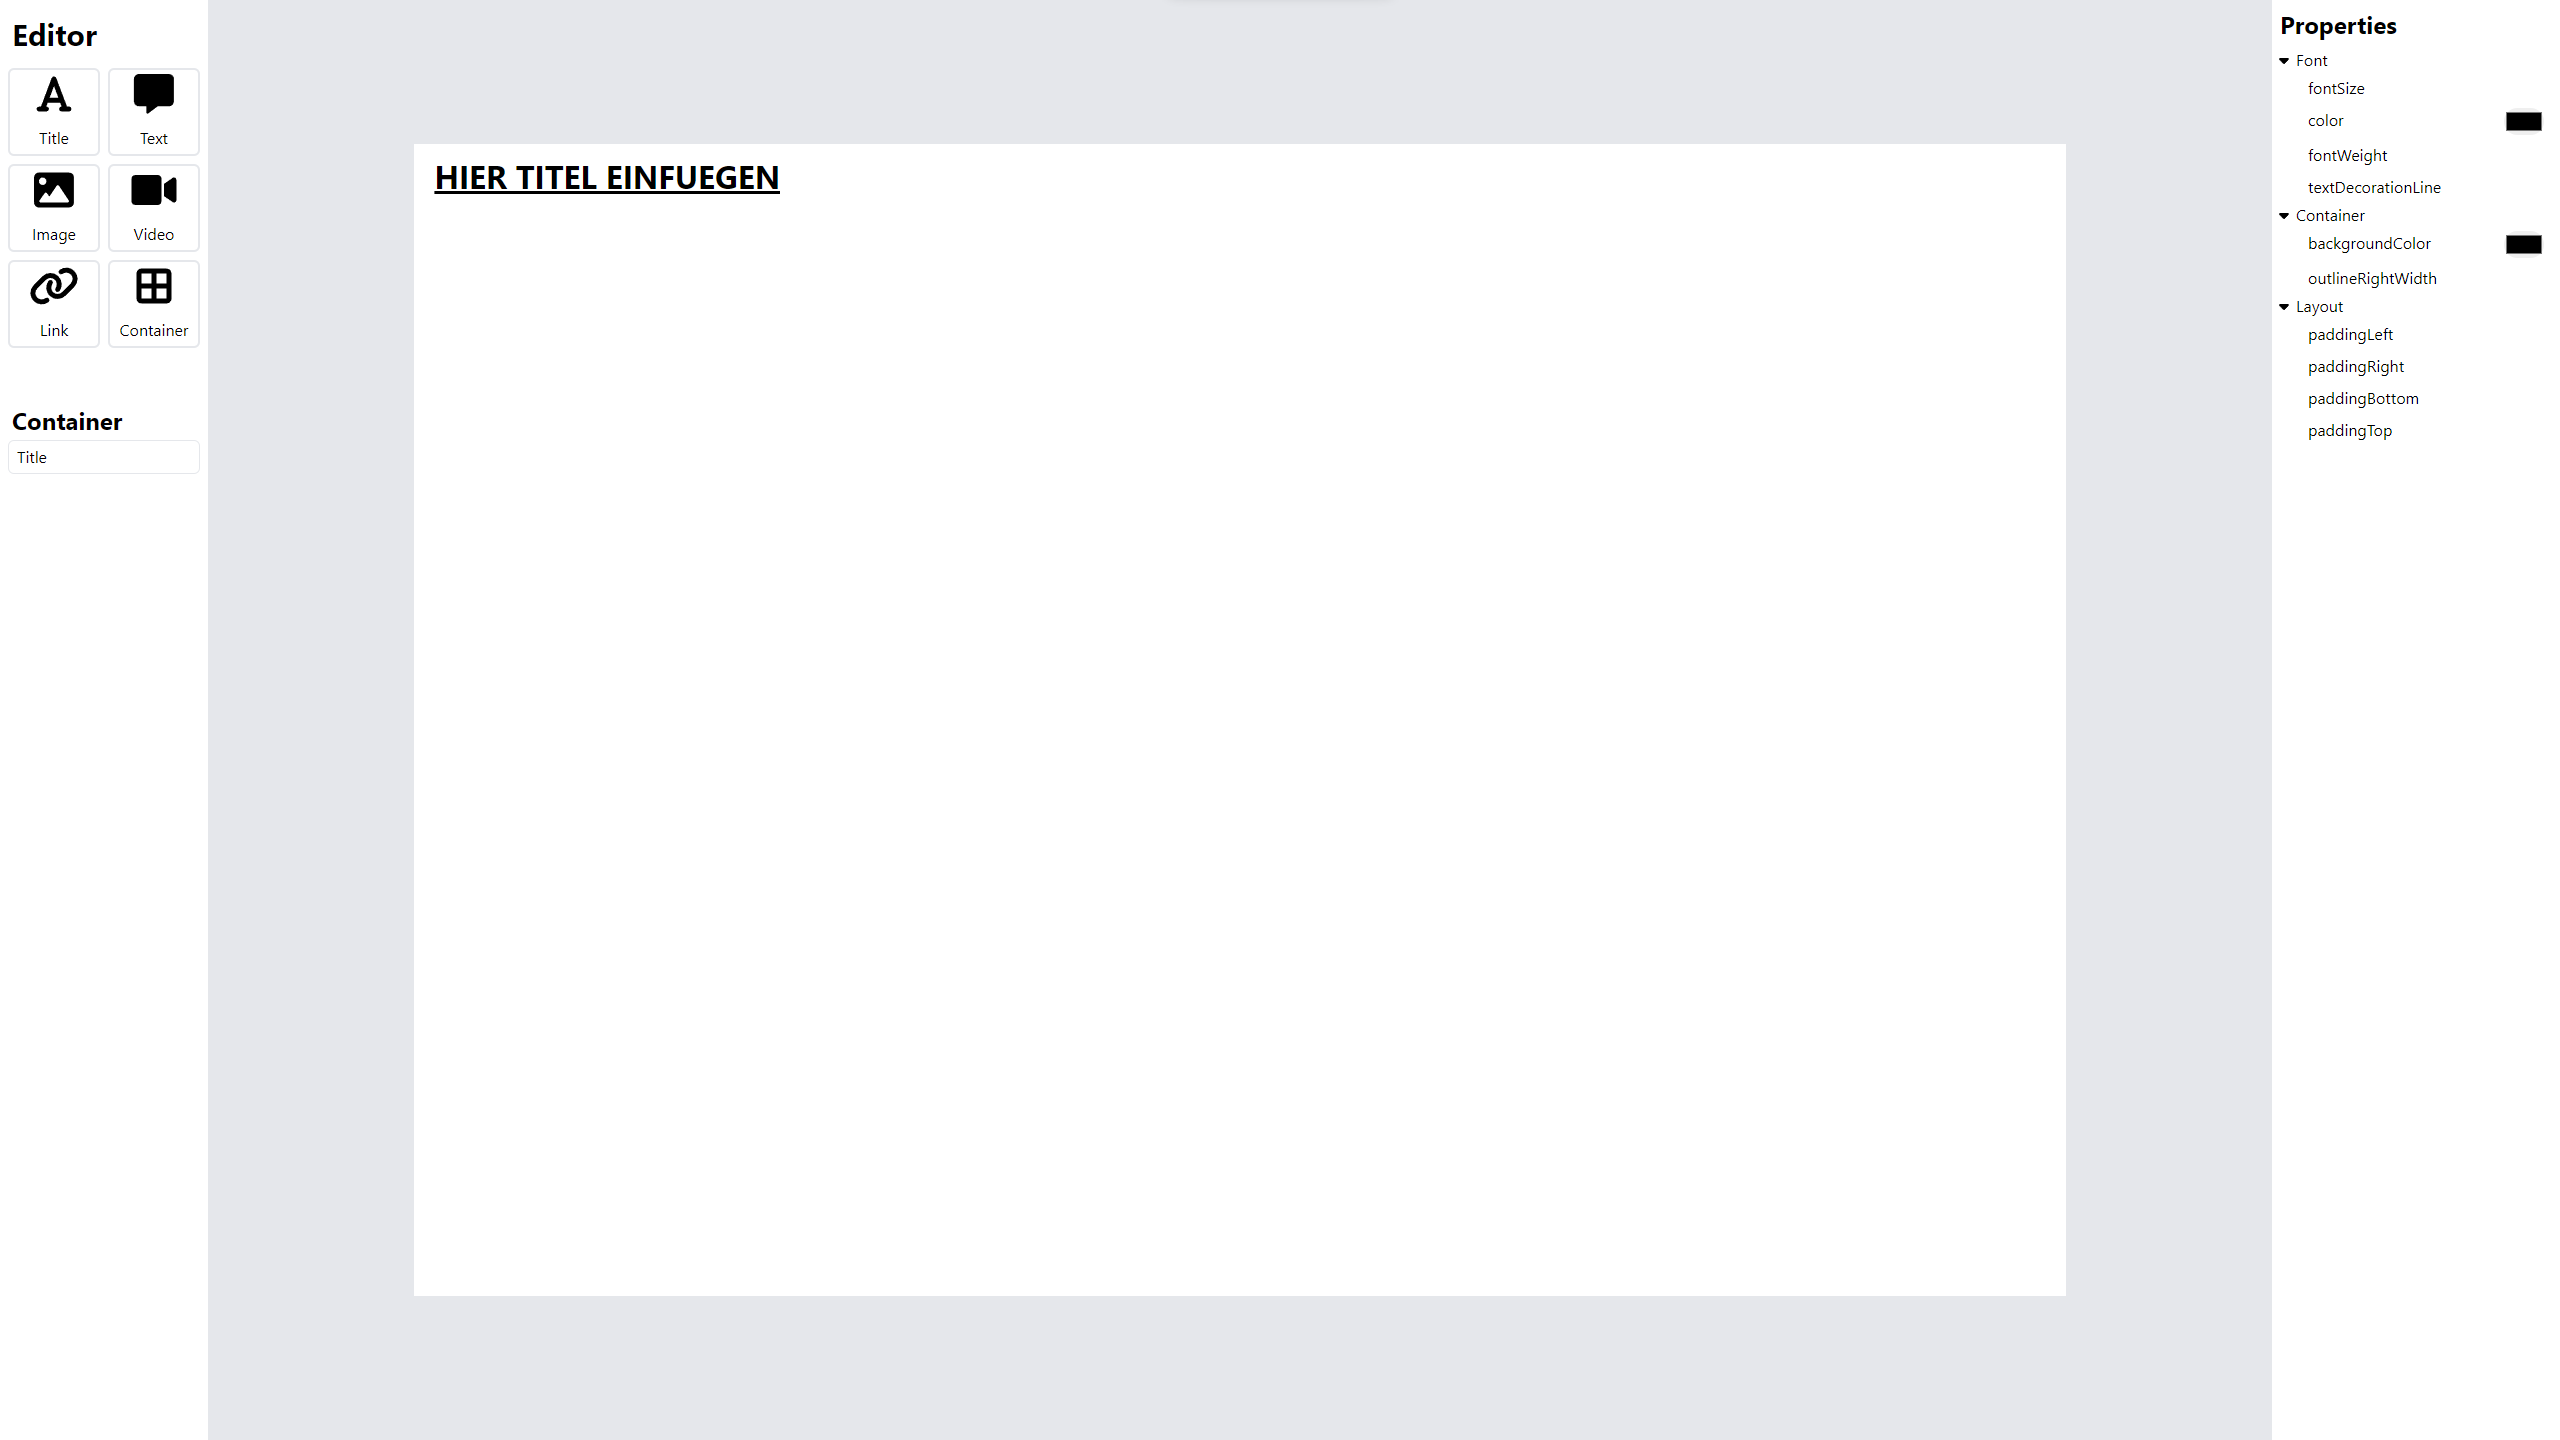 Editor
Title
Text
Image
Video
Link
Container
Container
Title
HIER TITEL EINFUEGEN
Properties
Font
fontSize
color
fontWeight
textDecorationLine
Container
backgroundColor
outlineRightWidth
Layout
paddingLeft
paddingRight
paddingBottom
paddingTop